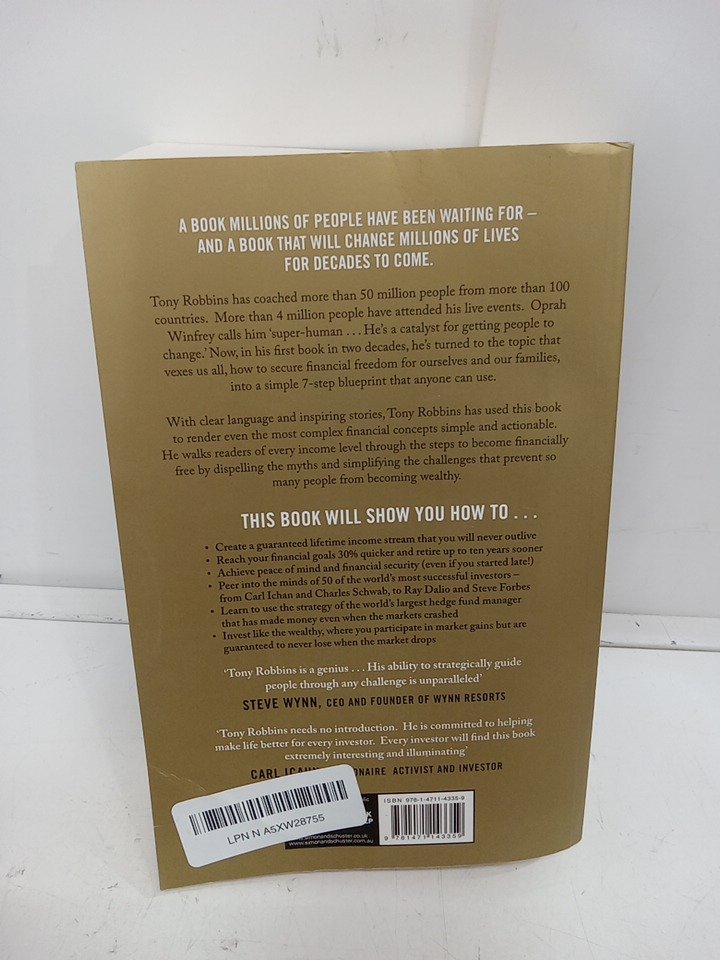 A BOOK MILLIONS OF PEOPLE HAVE BEEN WAITING FOR –
AND A BOOK THAT WILL CHANGE MILLIONS OF LIVES
FOR DECADES TO COME.
Tony Robbins has coached more than 50 million people from more than 100
countries. More than 4 million people have attended his live events. Oprah
Winfrey calls him ‘super-human . . . He’s a catalyst for getting people to
change.’ Now, in his first book in two decades, he’s turned to the topic that
vexes us all, how to secure financial freedom for ourselves and our families,
into a simple 7-step blueprint that anyone can use.
With clear language and inspiring stories, Tony Robbins has used this book
to render even the most complex financial concepts simple and actionable.
He walks readers of every income level through the steps to become financially
free by dispelling the myths and simplifying the challenges that prevent so
many people from becoming wealthy.
THIS BOOK WILL SHOW YOU HOW TO . . .
• Create a guaranteed lifetime income stream that you will never outlive
• Reach your financial goals 30% quicker and retire up to ten years sooner
• Achieve peace of mind and financial security (even if you started late!)
• Peer into the minds of 50 of the world’s most successful investors –
from Carl Ichan and Charles Schwab, to Ray Dalio and Steve Forbes
• Learn to use the strategy of the world’s largest hedge fund manager
that has made money even when the markets crashed
• Invest like the wealthy, where you participate in market gains but are
guaranteed to never lose when the market drops
‘Tony Robbins is a genius . . . His ability to strategically guide
people through any challenge is unparalleled’
STEVE WYNN, CEO AND FOUNDER OF WYNN RESORTS
‘Tony Robbins needs no introduction. He is committed to helping
make life better for every investor. Every investor will find this book
extremely interesting and illuminating’
CARL ICAHN ACTIVIST AND INVESTOR
ISBN 978-1-4711-4335-9
9 781471 143359
LPN N A5XW28755
www.simonandschuster.com.au